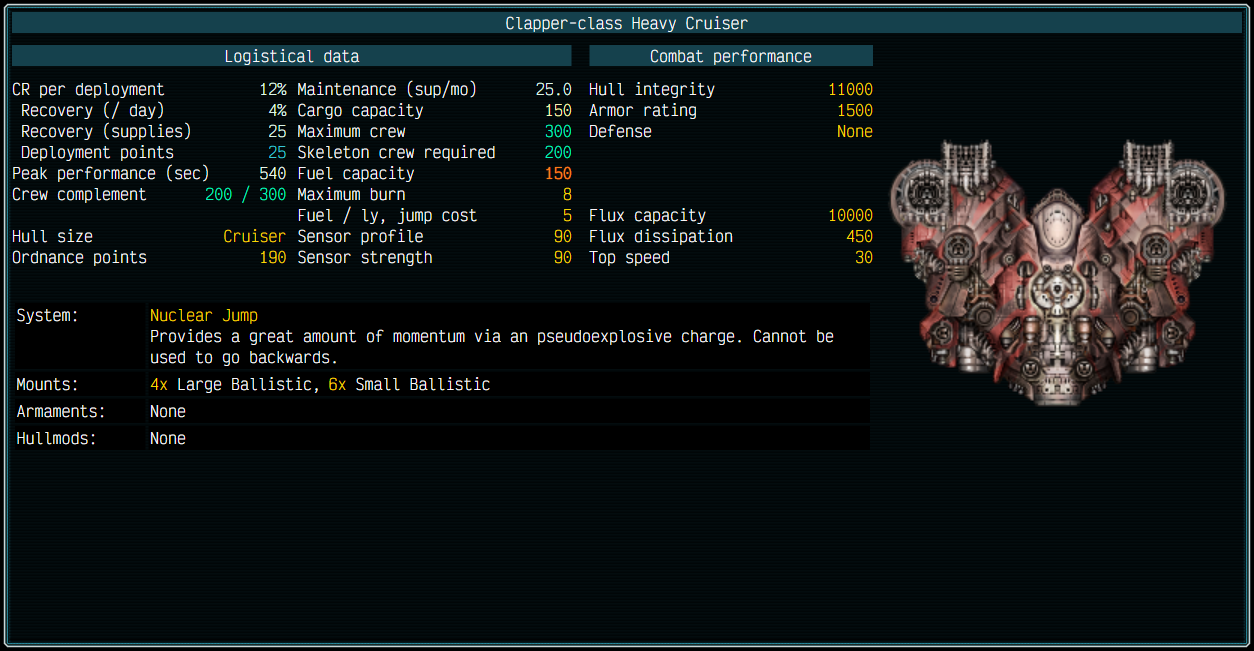 Clapper-class Heavy Cruiser
Logistical data
Combat performance
CR per deployment 12% Maintenance (sup/mo) 25.0 Hull integrity 11000
Recovery (/ day) 4% Cargo capacity 150 Armor rating 1500
Recovery (supplies) 25 Maximum crew 300 Defense None
Deployment points 25 Skeleton crew required 200
Peak performance (sec) 540 Fuel capacity 150
Crew complement 200 / 300 Maximum burn 8
Fuel / ly, jump cost 5 Flux capacity 10000
Hull size Cruiser Sensor profile 90 Flux dissipation 450
Ordnance points 190 Sensor strength 90 Top speed 30
System: Nuclear Jump
Provides a great amount of momentum via an pseudoexplosive charge. Cannot be
used to go backwards.
Mounts: 4x Large Ballistic, 6x Small Ballistic
Armaments: None
Hullmods: None